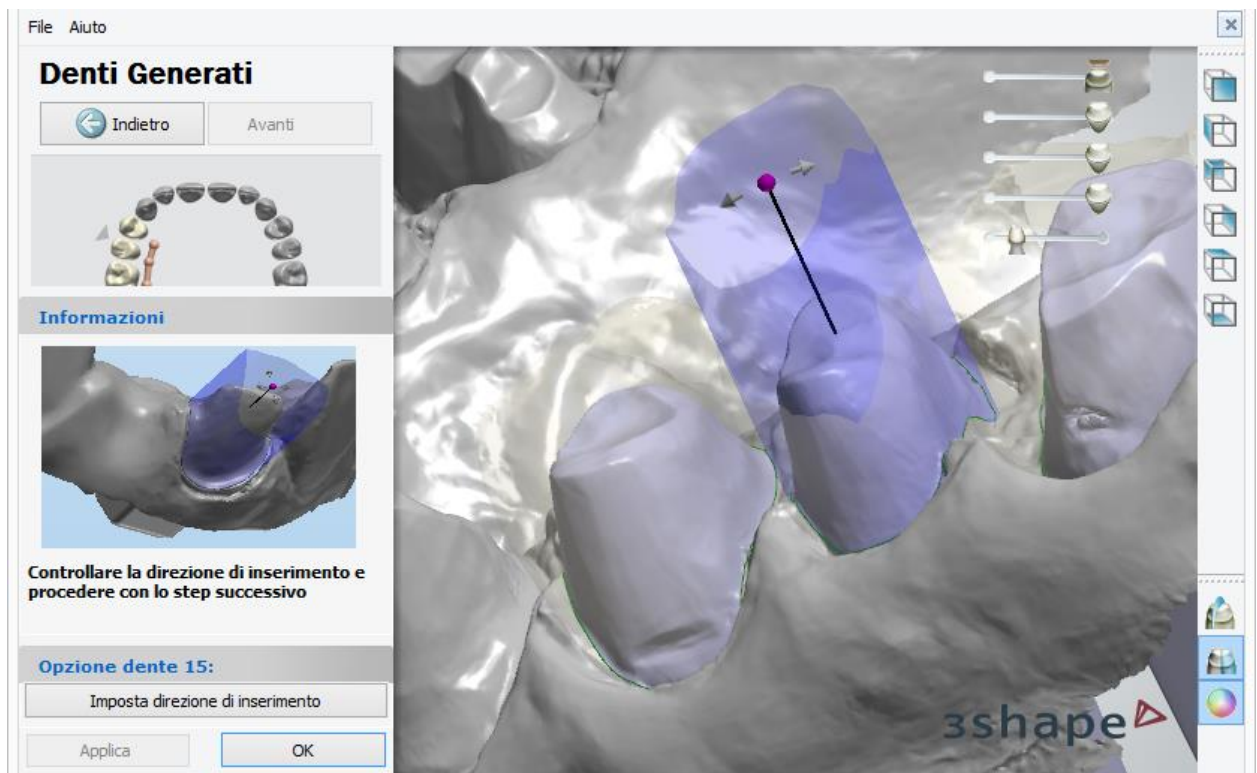 File Aiuto
Denti Generati
Indietro Avanti
Informazioni
Controllare la direzione di inserimento e
procedere con lo step successivo
Opzione dente 15:
Imposta direzione di inserimento
Applica OK
3shape